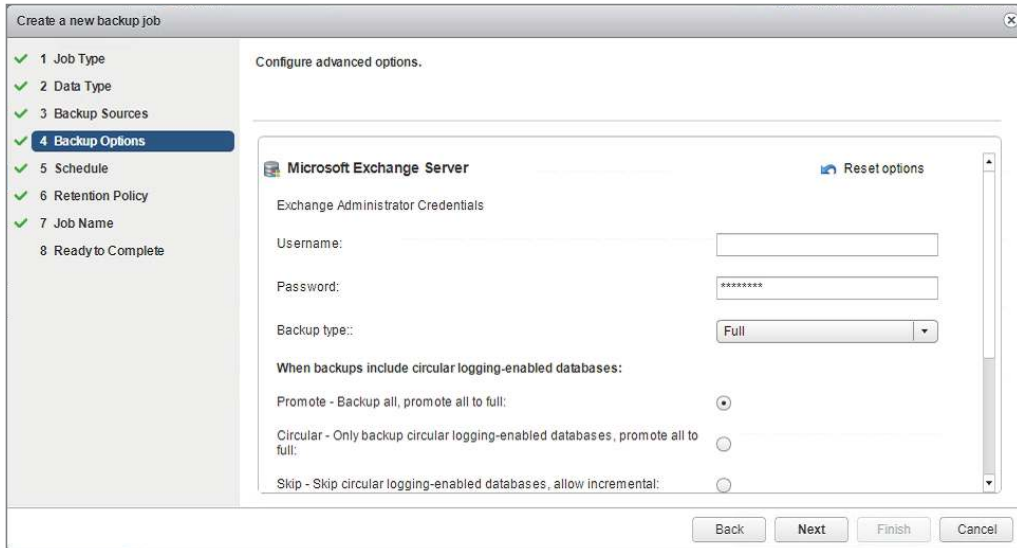 Create a new backup job
1 Job Type
2 Data Type
3 Backup Sources
4 Backup Options
5 Schedule
6 Retention Policy
7 Job Name
8 Ready to Complete
Configure advanced options.
Microsoft Exchange Server
Reset options
Exchange Administrator Credentials
Username:
Password:
********
Backup type::
Full
When backups include circular logging-enabled databases:
Promote - Backup all, promote all to full:
Circular - Only backup circular logging-enabled databases, promote all to
full:
Skip - Skip circular logging-enabled databases, allow incremental:
Back
Next
Finish
Cancel